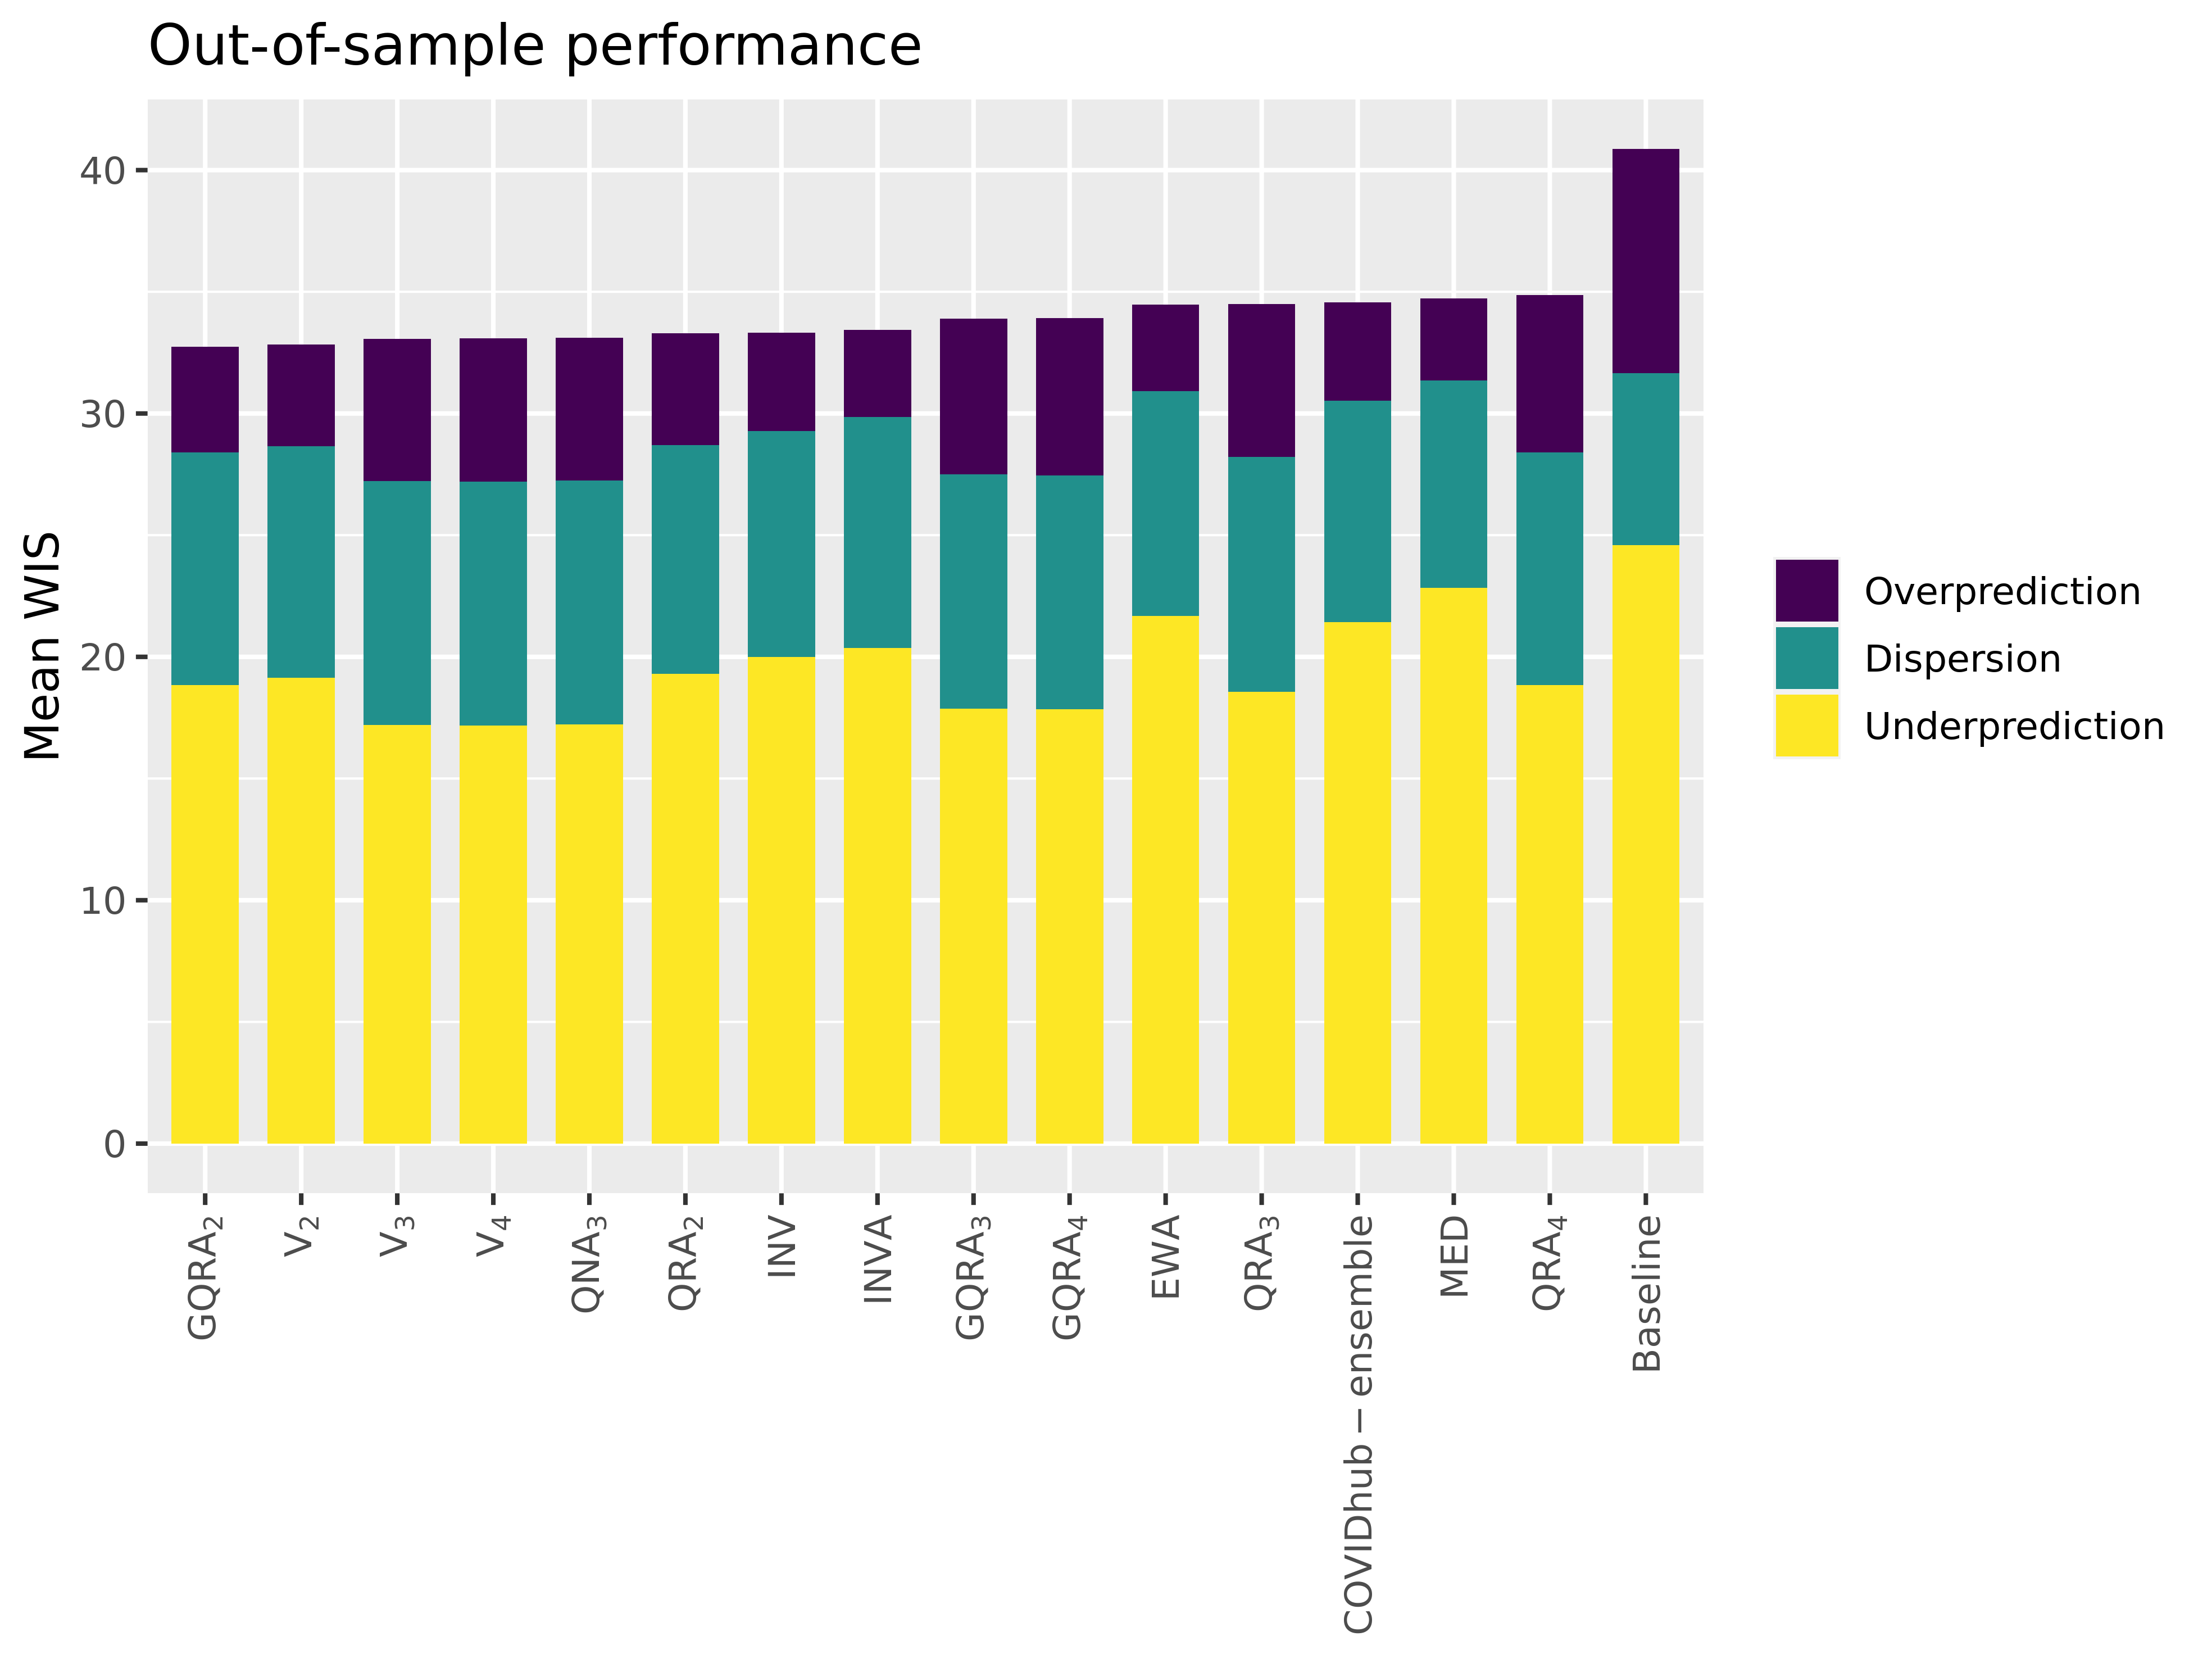 Out-of-sample performance
Mean WIS
40
30
20
10
0
GQRA₂
V₂
V₃
V₄
QNA₃
QRA₂
INV
INVA
GQRA₃
GQRA₄
EWA
QRA₃
COVIDhub − ensemble
MED
QRA₄
Baseline
Overprediction
Dispersion
Underprediction